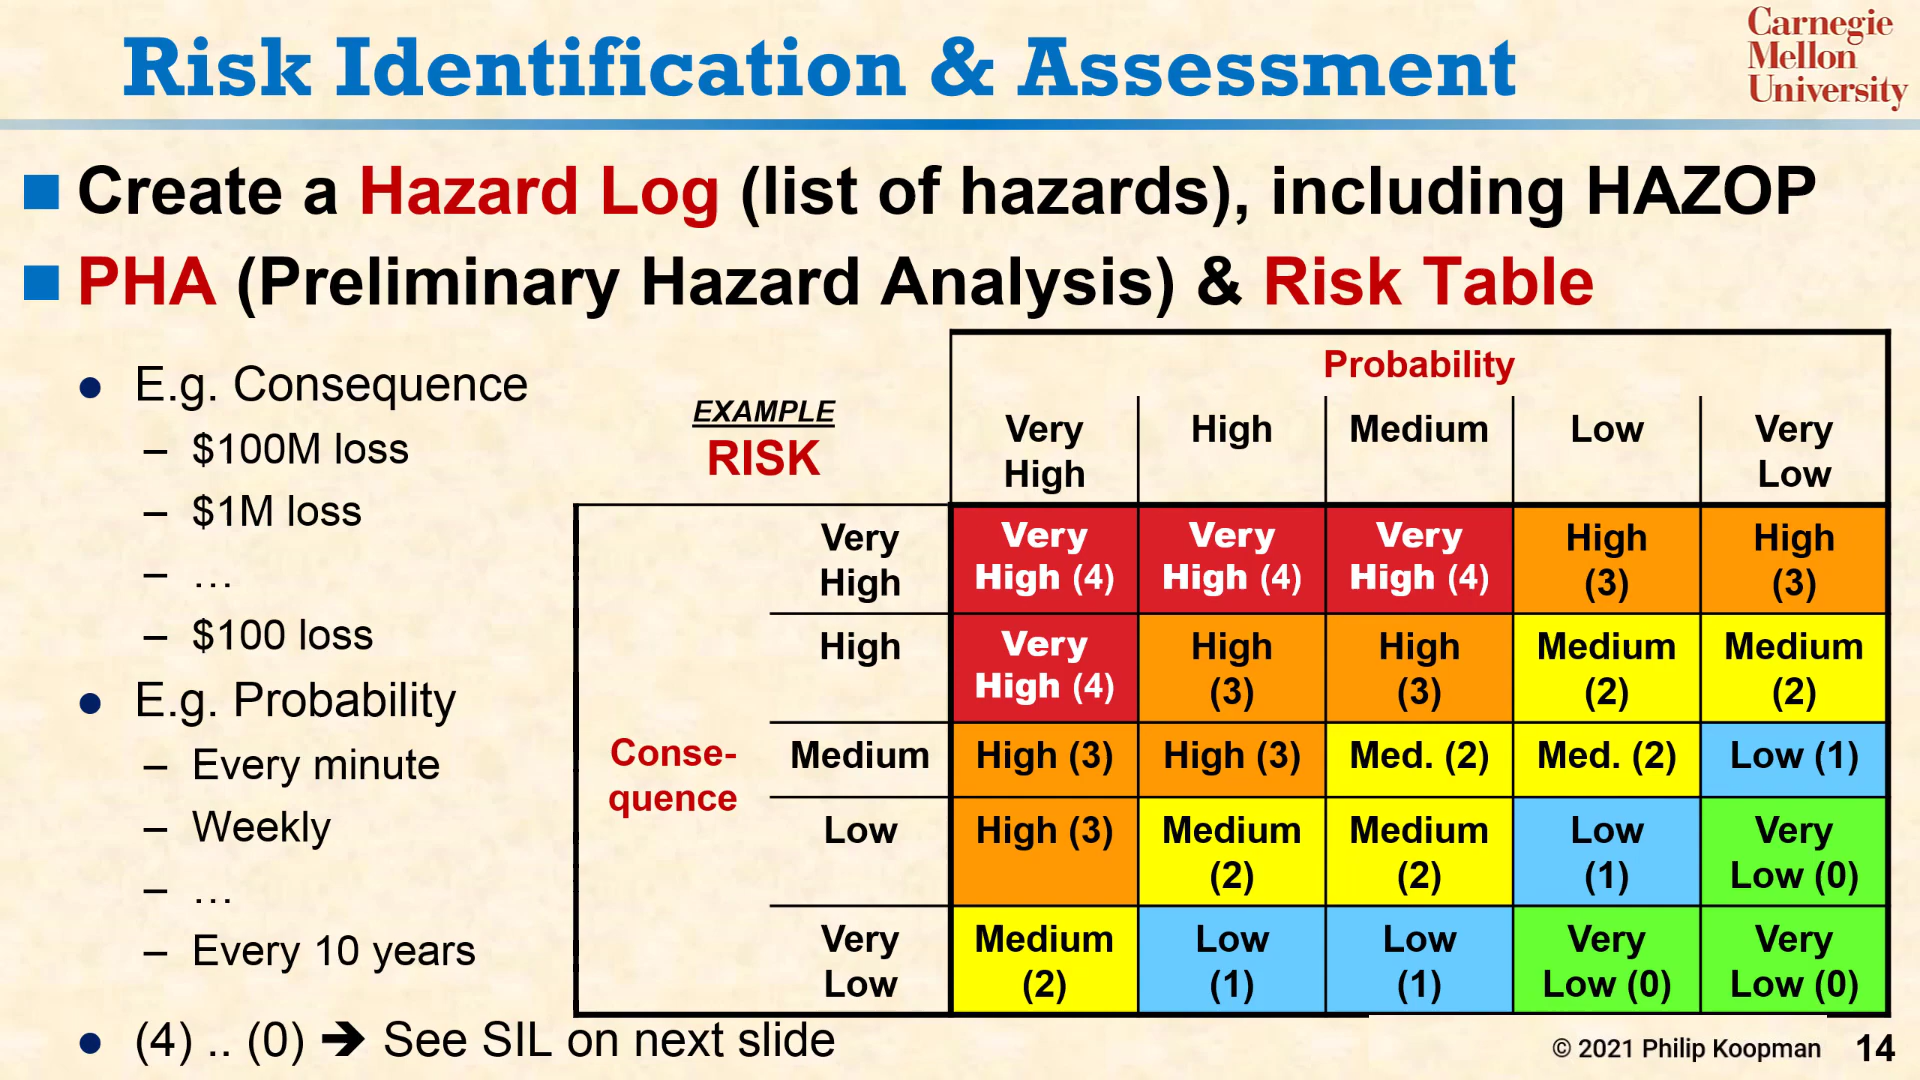 Risk Identification & Assessment
Carnegie
Mellon
University
Create a Hazard Log (list of hazards), including HAZOP
PHA (Preliminary Hazard Analysis) & Risk Table
● E.g. Consequence
– $100M loss
– $1M loss
– …
– $100 loss
● E.g. Probability
– Every minute
– Weekly
– …
– Every 10 years
● (4) .. (0) ➔ See SIL on next slide
EXAMPLE
RISK
Probability
Very High | High | Medium | Low | Very Low
Conse-
quence
Very High | Very High (4) | Very High (4) | Very High (4) | High (3) | High (3)
High | Very High (4) | High (3) | High (3) | Medium (2) | Medium (2)
Medium | High (3) | High (3) | Med. (2) | Med. (2) | Low (1)
Low | High (3) | Medium (2) | Medium (2) | Low (1) | Very Low (0)
Very Low | Medium (2) | Low (1) | Low (1) | Very Low (0) | Very Low (0)
© 2021 Philip Koopman 14